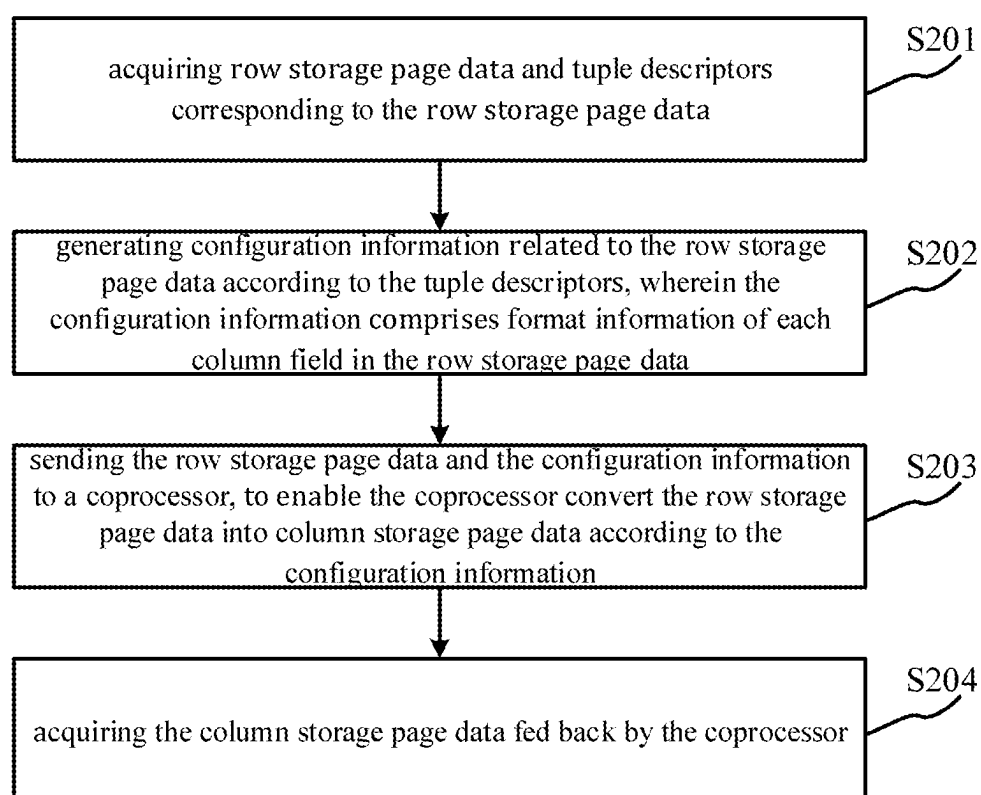 S201
acquiring row storage page data and tuple descriptors
corresponding to the row storage page data
S202
generating configuration information related to the row storage
page data according to the tuple descriptors, wherein the
configuration information comprises format information of each
column field in the row storage page data
S203
sending the row storage page data and the configuration information
to a coprocessor, to enable the coprocessor convert the row storage
page data into column storage page data according to the
configuration information
S204
acquiring the column storage page data fed back by the coprocessor